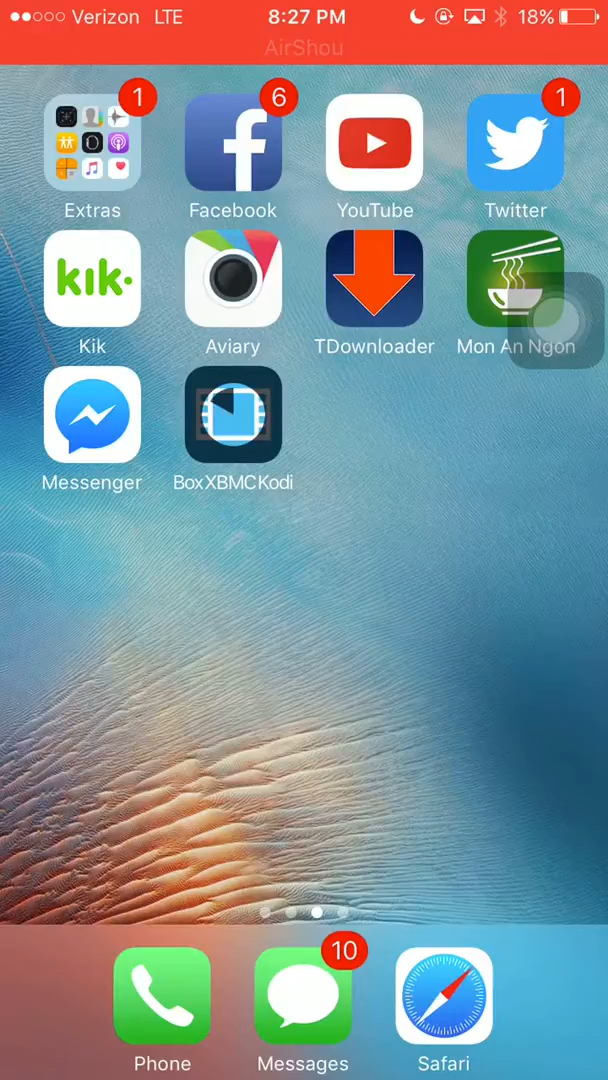 Verizon LTE 8:27 PM 18%
AirShou
1 6 1
Extras Facebook YouTube Twitter
kik.
Kik Aviary TDownloader Mon An Ngon
Messenger BoxXBMCKodi
10
Phone Messages Safari